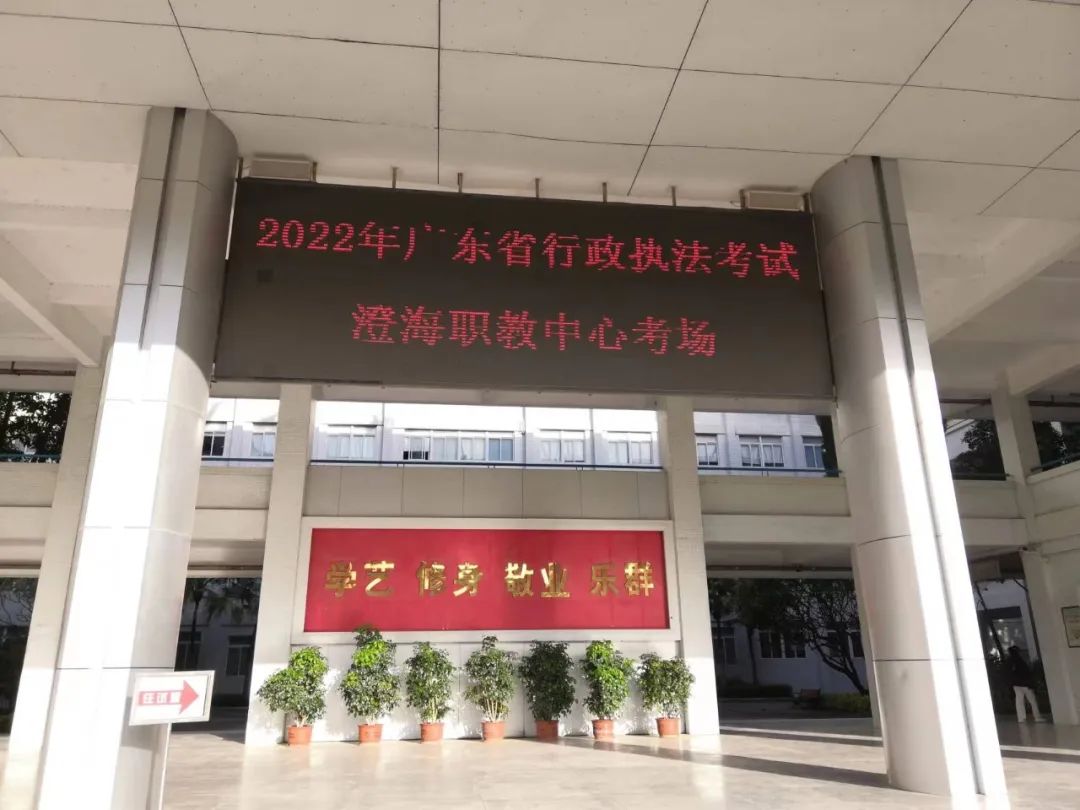 2022年广东省行政执法考试
澄海职教中心考场
学艺 修身 敬业 乐群